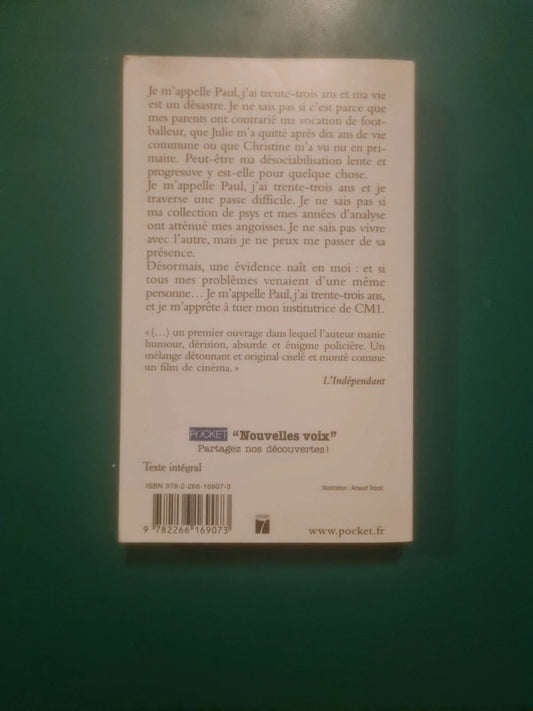 Je m'appelle Paul, j'ai trente-trois ans et ma vie
est un désastre. Je ne sais pas si c'est parce que
mes parents ont contrarié ma vocation de foot-
balleur, que Julie m'a quitté après dix ans de vie
commune ou que Christine m'a vu nu en pri-
maire. Peut-être ma désociabilisation lente et
progressive y est-elle pour quelque chose.
Je m'appelle Paul, j'ai trente-trois ans et je
traverse une passe difficile. Je ne sais pas si
ma collection de psys et mes années d'analyse
ont atténué mes angoisses. Je ne sais pas vivre
avec l'autre, mais je ne peux me passer de sa
présence.
Désormais, une évidence naît en moi : et si
tous mes problèmes venaient d'une même
personne… Je m'appelle Paul, j'ai trente-trois ans,
et je m'apprête à tuer mon institutrice de CM1.
« (…) un premier ouvrage dans lequel l'auteur manie
humour, dérision, absurde et énigme policière. Un
mélange détonnant et original ciselé et monté comme
un film de cinéma. »
L'Indépendant
POCKET "Nouvelles voix"
Partagez nos découvertes !
Texte intégral
ISBN 978-2-266-16907-3
Illustration : Arnaud Tracol.
9 782266 169073
7
www.pocket.fr